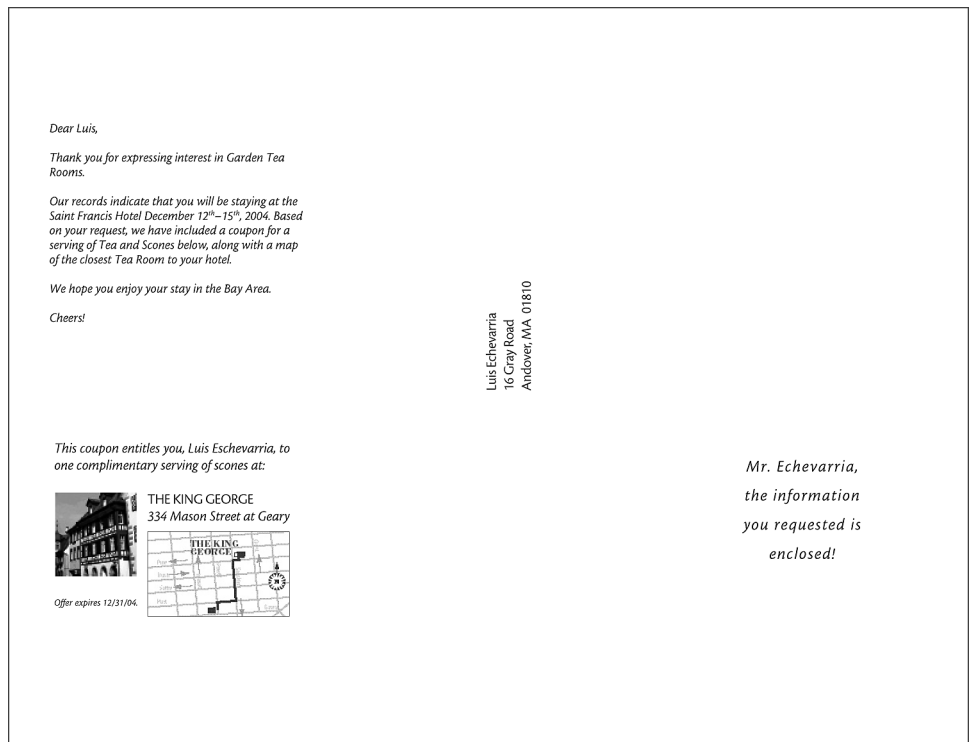 Dear Luis,
Thank you for expressing interest in Garden Tea
Rooms.
Our records indicate that you will be staying at the
Saint Francis Hotel December 12th–15th, 2004. Based
on your request, we have included a coupon for a
serving of Tea and Scones below, along with a map
of the closest Tea Room to your hotel.
We hope you enjoy your stay in the Bay Area.
Cheers!
This coupon entitles you, Luis Eschevarria, to
one complimentary serving of scones at:
THE KING GEORGE
334 Mason Street at Geary
THE KING
GEORGE
Post
N
Offer expires 12/31/04.
Luis Echevarria
16 Gray Road
Andover, MA 01810
Mr. Echevarria,
the information
you requested is
enclosed!